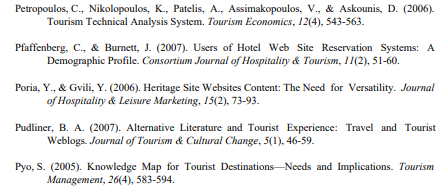 Petropoulos, C., Nikolopoulos, K., Patelis, A., Assimakopoulos, V., & Askounis, D. (2006).
Tourism Technical Analysis System. Tourism Economics, 12(4), 543-563.
Pfaffenberg, C., & Burnett, J. (2007). Users of Hotel Web Site Reservation Systems: A
Demographic Profile. Consortium Journal of Hospitality & Tourism, 11(2), 51-60.
Poria, Y., & Gvili, Y. (2006). Heritage Site Websites Content: The Need for Versatility. Journal
of Hospitality & Leisure Marketing, 15(2), 73-93.
Pudliner, B. A. (2007). Alternative Literature and Tourist Experience: Travel and Tourist
Weblogs. Journal of Tourism & Cultural Change, 5(1), 46-59.
Pyo, S. (2005). Knowledge Map for Tourist Destinations—Needs and Implications. Tourism
Management, 26(4), 583-594.